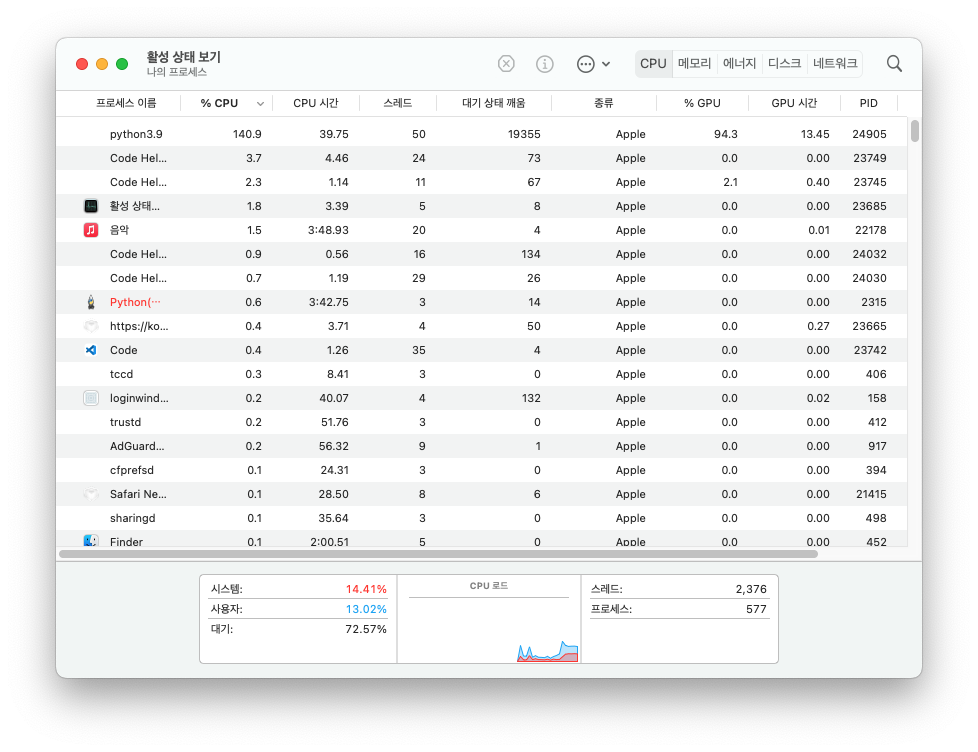 활성 상태 보기
나의 프로세스
CPU 메모리 에너지 디스크 네트워크
프로세스 이름 % CPU CPU 시간 스레드 대기 상태 깨움 종류 % GPU GPU 시간 PID
python3.9 140.9 39.75 50 19355 Apple 94.3 13.45 24905
Code Hel... 3.7 4.46 24 73 Apple 0.0 0.00 23749
Code Hel... 2.3 1.14 11 67 Apple 2.1 0.40 23745
활성 상태... 1.8 3.39 5 8 Apple 0.0 0.00 23685
음악 1.5 3:48.93 20 4 Apple 0.0 0.01 22178
Code Hel... 0.9 0.56 16 134 Apple 0.0 0.00 24032
Code Hel... 0.7 1.19 29 26 Apple 0.0 0.00 24030
Python(··· 0.6 3:42.75 3 14 Apple 0.0 0.00 2315
https://ko... 0.4 3.71 4 50 Apple 0.0 0.27 23665
Code 0.4 1.26 35 4 Apple 0.0 0.00 23742
tccd 0.3 8.41 3 0 Apple 0.0 0.00 406
loginwind... 0.2 40.07 4 132 Apple 0.0 0.02 158
trustd 0.2 51.76 3 0 Apple 0.0 0.00 412
AdGuard... 0.2 56.32 9 1 Apple 0.0 0.00 917
cfprefsd 0.1 24.31 3 0 Apple 0.0 0.00 394
Safari Ne... 0.1 28.50 8 6 Apple 0.0 0.00 21415
sharingd 0.1 35.64 3 0 Apple 0.0 0.00 498
Finder 0.1 2:00.51 5 0 Apple 0.0 0.00 452
시스템: 14.41%
사용자: 13.02%
대기: 72.57%
CPU 로드
스레드: 2,376
프로세스: 577